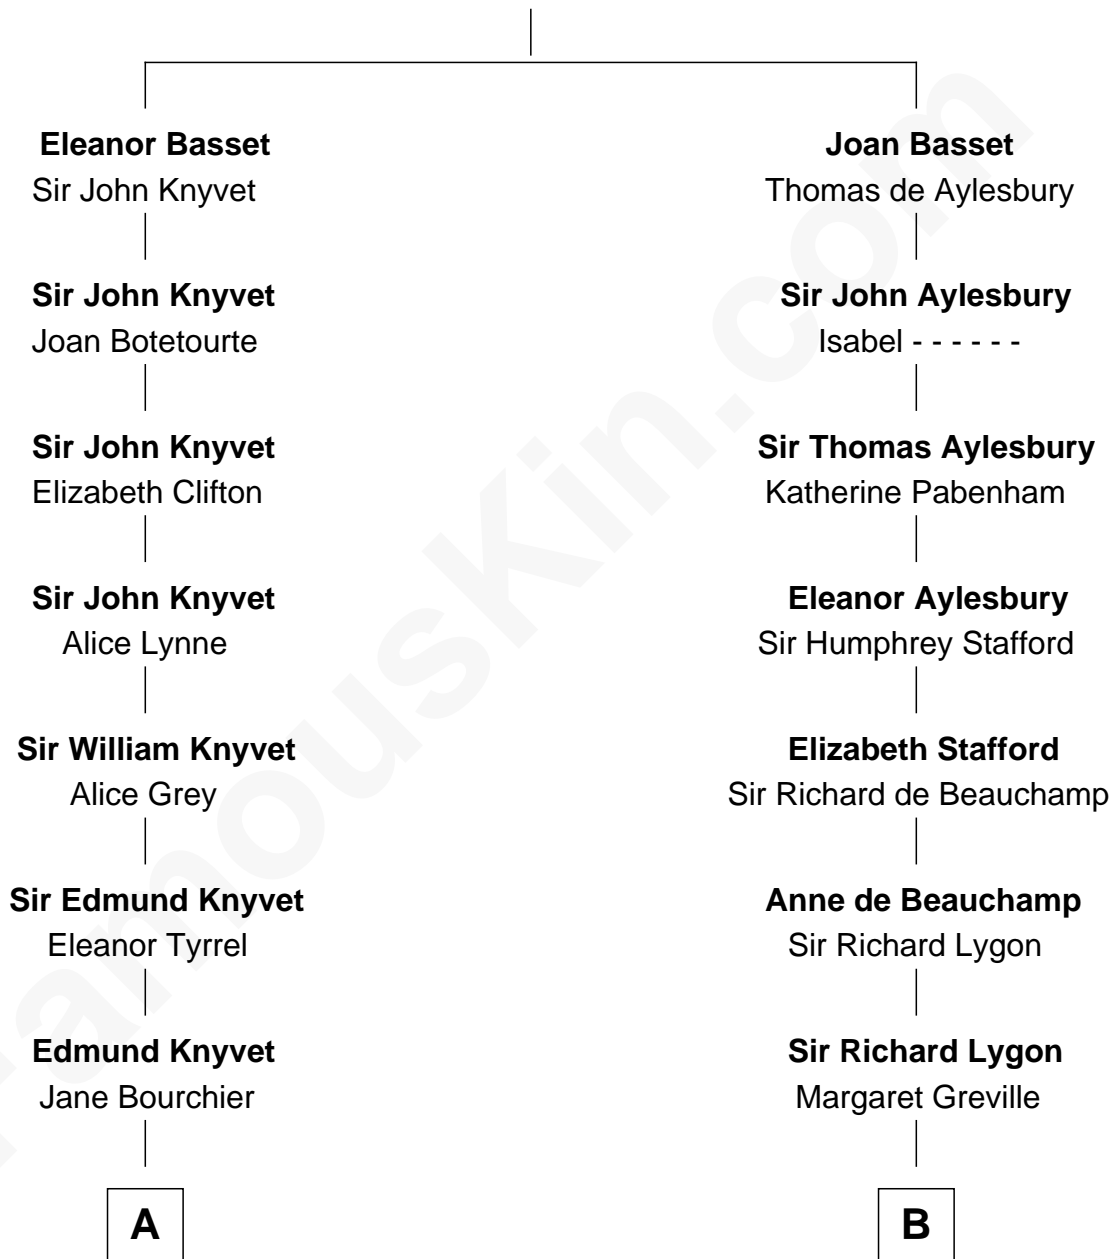 Eleanor Basset
Sir John Knyvet
Sir John Knyvet
Joan Botetourte
Sir John Knyvet
Elizabeth Clifton
Sir John Knyvet
Alice Lynne
Sir William Knyvet
Alice Grey
Sir Edmund Knyvet
Eleanor Tyrrel
Edmund Knyvet
Jane Bourchier
A
Joan Basset
Thomas de Aylesbury
Sir John Aylesbury
Isabel - - - - - -
Sir Thomas Aylesbury
Katherine Pabenham
Eleanor Aylesbury
Sir Humphrey Stafford
Elizabeth Stafford
Sir Richard de Beauchamp
Anne de Beauchamp
Sir Richard Lygon
Sir Richard Lygon
Margaret Greville
B
FamousKin.com